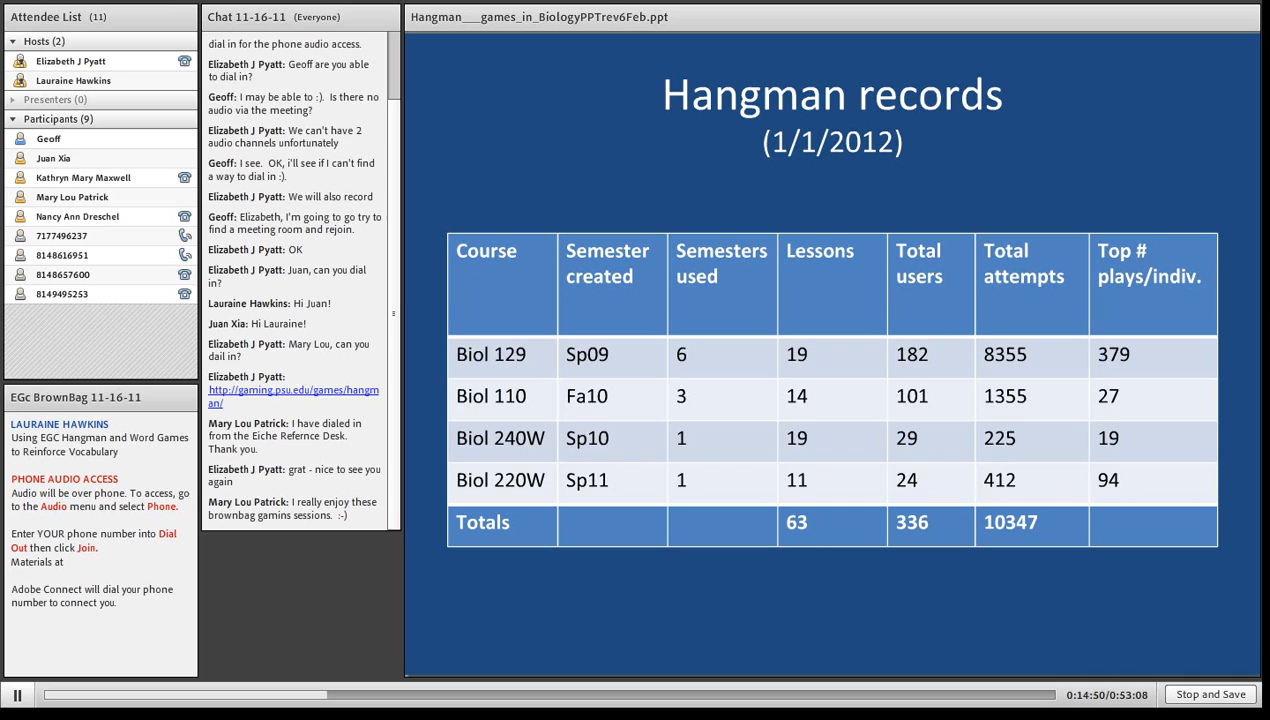 Attendee List (11)
Hosts (2)
Elizabeth J Pyatt
Lauraine Hawkins
Presenters (0)
Participants (9)
Geoff
Juan Xia
Kathryn Mary Maxwell
Mary Lou Patrick
Nancy Ann Dreschel
7177496237
8148616951
8148657600
8149495253
EGc BrownBag 11-16-11
LAURAINE HAWKINS
Using EGC Hangman and Word Games
to Reinforce Vocabulary
PHONE AUDIO ACCESS
Audio will be over phone. To access, go
to the Audio menu and select Phone.
Enter YOUR phone number into Dial
Out then click Join.
Materials at
Adobe Connect will dial your phone
number to connect you.
Chat 11-16-11 (Everyone)
dial in for the phone audio access.
Elizabeth J Pyatt: Geoff are you able
to dial in?
Geoff: I may be able to :). Is there no
audio via the meeting?
Elizabeth J Pyatt: We can't have 2
audio channels unfortunately
Geoff: I see. OK, i'll see if I can't find
a way to dial in :).
Elizabeth J Pyatt: We will also record
Geoff: Elizabeth, I'm going to go try to
find a meeting room and rejoin.
Elizabeth J Pyatt: OK
Elizabeth J Pyatt: Juan, can you dial
in?
Lauraine Hawkins: Hi Juan!
Juan Xia: Hi Lauraine!
Elizabeth J Pyatt: Mary Lou, can you
dail in?
Elizabeth J Pyatt:
http://gaming.psu.edu/games/hangm
an/
Mary Lou Patrick: I have dialed in
from the Eiche Refernce Desk.
Thank you.
Elizabeth J Pyatt: grat - nice to see you
again
Mary Lou Patrick: I really enjoy these
brownbag gamins sessions. :-)
Hangman___games_in_BiologyPPTrev6Feb.ppt
Hangman records
(1/1/2012)
Course Semester created Semesters used Lessons Total users Total attempts Top # plays/indiv.
Biol 129 Sp09 6 19 182 8355 379
Biol 110 Fa10 3 14 101 1355 27
Biol 240W Sp10 1 19 29 225 19
Biol 220W Sp11 1 11 24 412 94
Totals 63 336 10347
0:14:50/0:53:08 Stop and Save